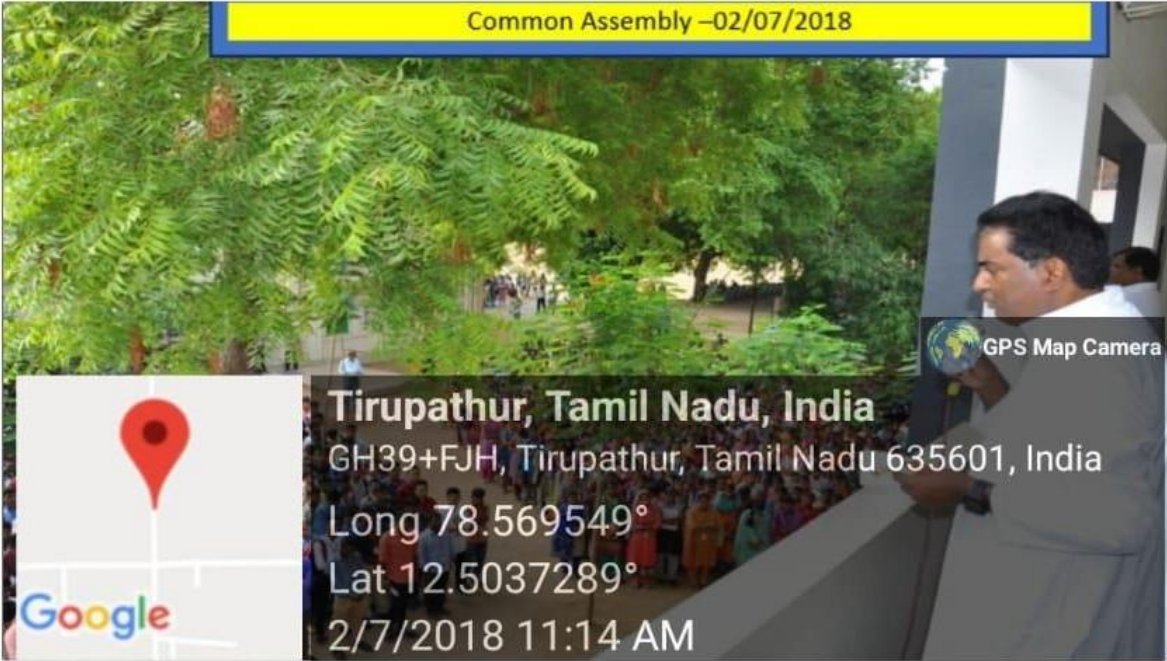 Common Assembly –02/07/2018
GPS Map Camera
Tirupathur, Tamil Nadu, India
GH39+FJH, Tirupathur, Tamil Nadu 635601, India
Long 78.569549°
Lat 12.5037289°
2/7/2018 11:14 AM
Google